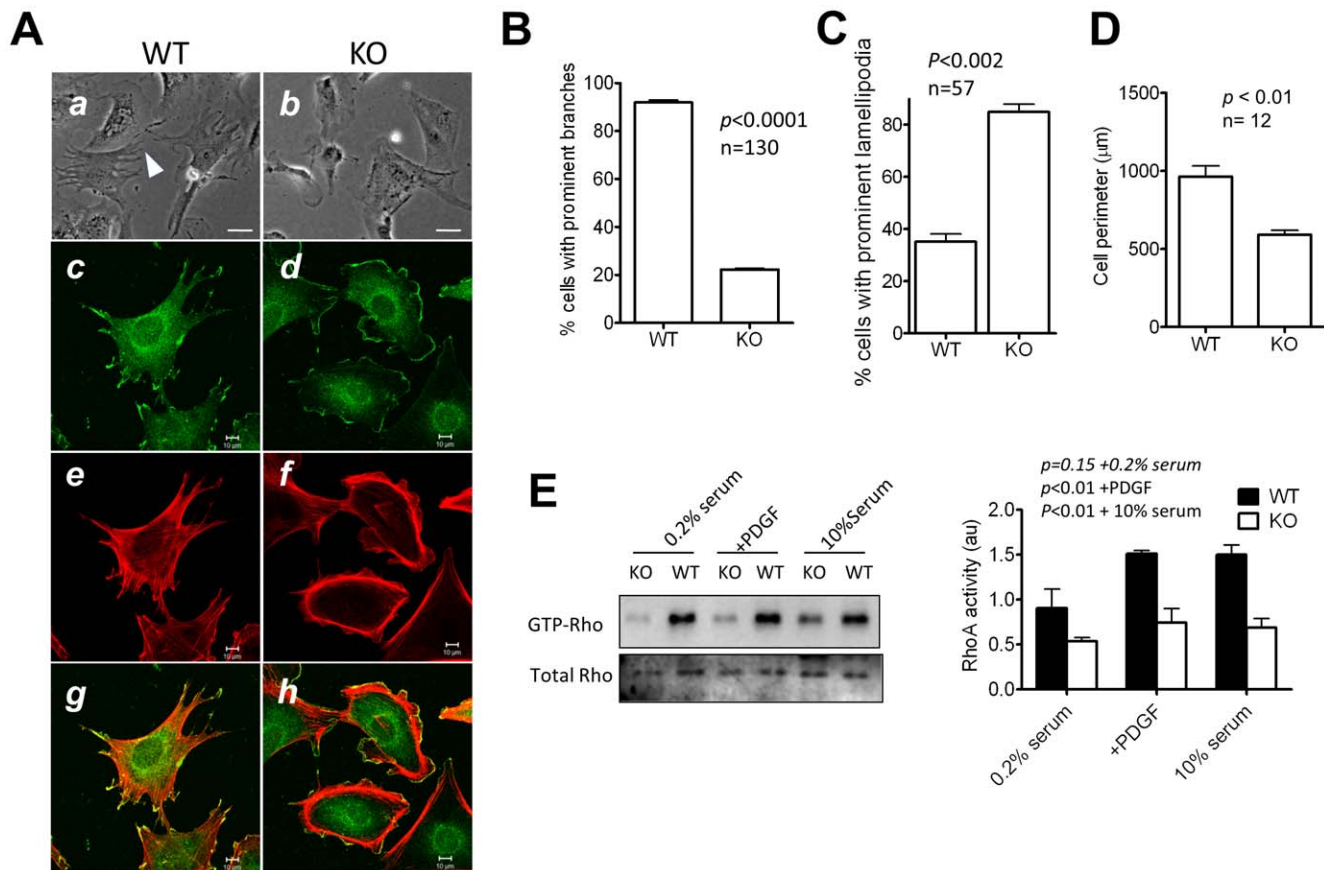 A
WT
KO
a
b
c
d
10 µm
10 µm
e
f
10 µm
10 µm
g
h
10 µm
10 µm
B
% cells with prominent branches
100
80
60
40
20
0
p<0.0001
n=130
WT
KO
C
% cells with prominent lamellipodia
80
60
40
20
0
P<0.002
n=57
WT
KO
D
Cell perimeter (µm)
1500
1000
500
0
p < 0.01
n= 12
WT
KO
E
0.2% serum
+PDGF
10%Serum
KO WT KO WT KO WT
GTP-Rho
Total Rho
p=0.15 +0.2% serum
p<0.01 +PDGF
P<0.01 + 10% serum
WT
KO
RhoA activity (au)
2.0
1.5
1.0
0.5
0.0
0.2% serum
+PDGF
10% serum